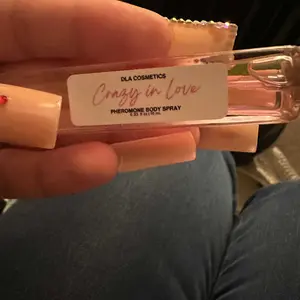 DLA COSMETICS
Crazy in Love
PHEROMONE BODY SPRAY